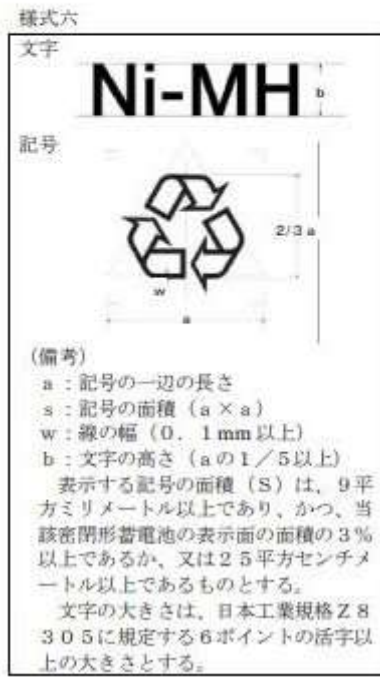 様式六
文字
Ni-MH
b
記号
2/3 a
w
a
(備考)
a：記号の一辺の長さ
s：記号の面積（a×a）
w：線の幅（0．1mm以上）
b：文字の高さ（aの1／5以上）
表示する記号の面積（S）は、9平
方ミリメートル以上であり、かつ、当
該密閉形蓄電池の表示面の面積の3％
以上であるか、又は25平方センチメ
ートル以上であるものとする。
文字の大きさは、日本工業規格Z8
305に規定する6ポイントの活字以
上の大きさとする。